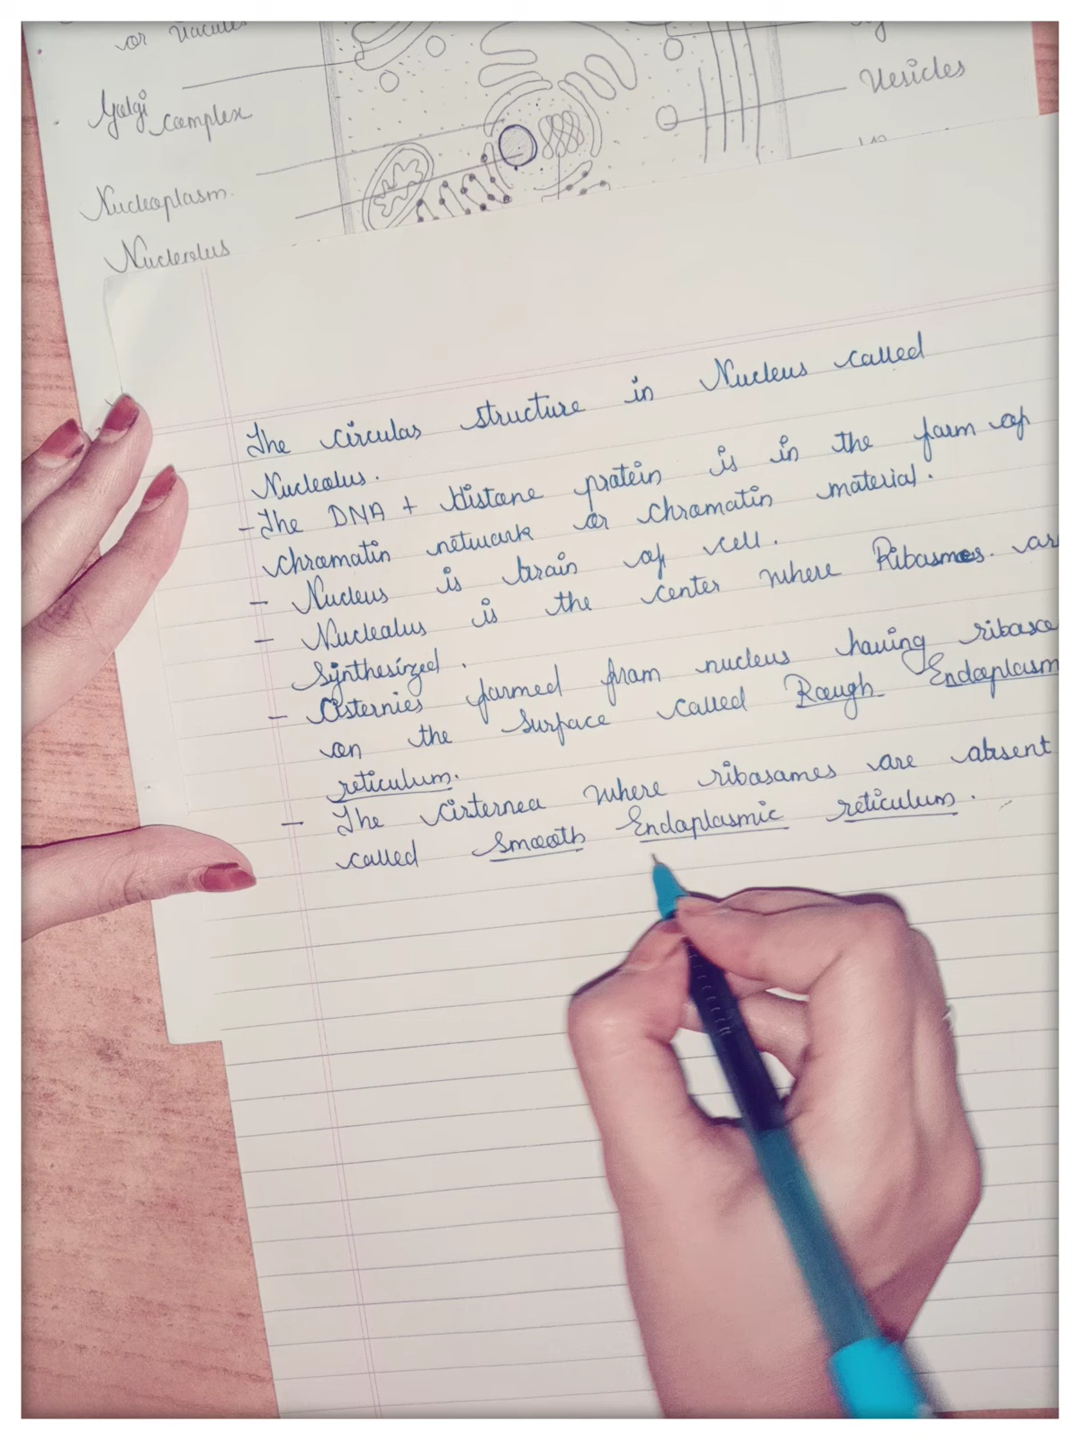 or Vacuole
Golgi
complex
Vesicles
Nucleoplasm
Nucleolus
The circular structure in Nucleus called
Nucleolus.
- The DNA + Histone protein is in the form of
chromatin network or chromatin material.
- Nucleus is brain of cell.
- Nucleolus is the center where Ribosmes. are
Synthesized.
- Cisternies formed from nucleus having riboso
on the surface called Rough Endoplasm
reticulum.
- The Cisternea where ribosomes are absent
called Smooth Endoplasmic reticulum.